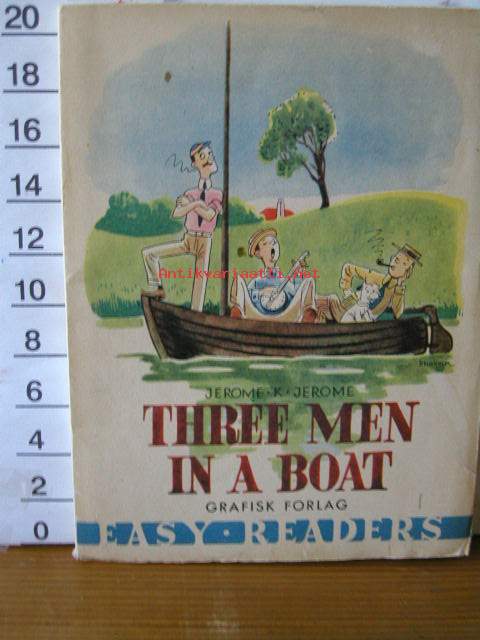 20
18
16
14
12
10
8
6
4
2
0
Antikvariaatti.net
JEROME·K·JEROME
THREE MEN
IN A BOAT
GRAFISK FORLAG
EASY·READERS